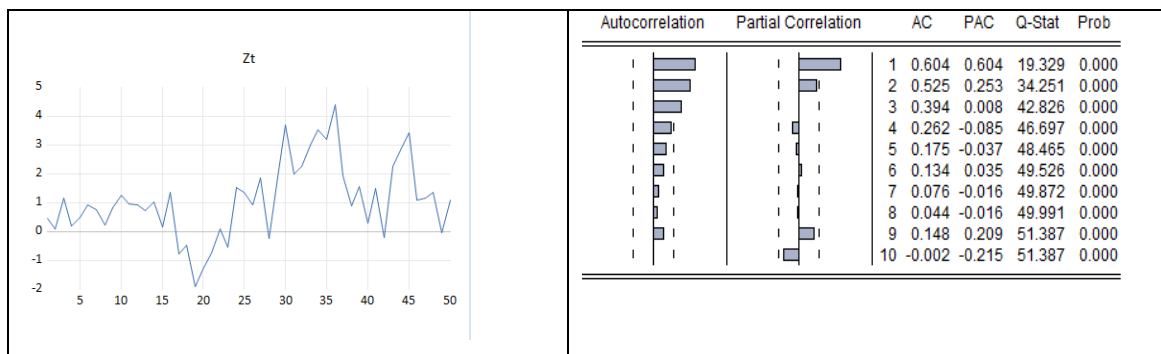 Zt
5
4
3
2
1
0
-1
-2
5 10 15 20 25 30 35 40 45 50
Autocorrelation Partial Correlation AC PAC Q-Stat Prob
1 0.604 0.604 19.329 0.000
2 0.525 0.253 34.251 0.000
3 0.394 0.008 42.826 0.000
4 0.262 -0.085 46.697 0.000
5 0.175 -0.037 48.465 0.000
6 0.134 0.035 49.526 0.000
7 0.076 -0.016 49.872 0.000
8 0.044 -0.016 49.991 0.000
9 0.148 0.209 51.387 0.000
10 -0.002 -0.215 51.387 0.000